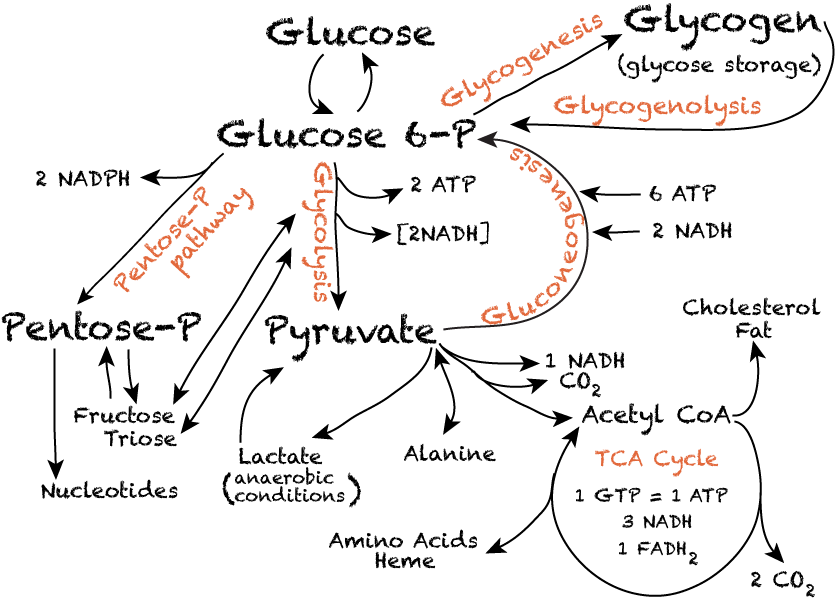 Glucose
Glycogenesis
Glycogen
(glycose storage)
Glycogenolysis
Glucose 6-P
2 NADPH
Pentose-P
pathway
Glycolysis
2 ATP
[2NADH]
Gluconeogenesis
6 ATP
2 NADH
Pentose-P
Pyruvate
Cholesterol
Fat
1 NADH
CO2
Fructose
Triose
Acetyl CoA
Lactate
(anaerobic
conditions)
Alanine
TCA Cycle
Nucleotides
1 GTP = 1 ATP
3 NADH
1 FADH2
Amino Acids
Heme
2 CO2